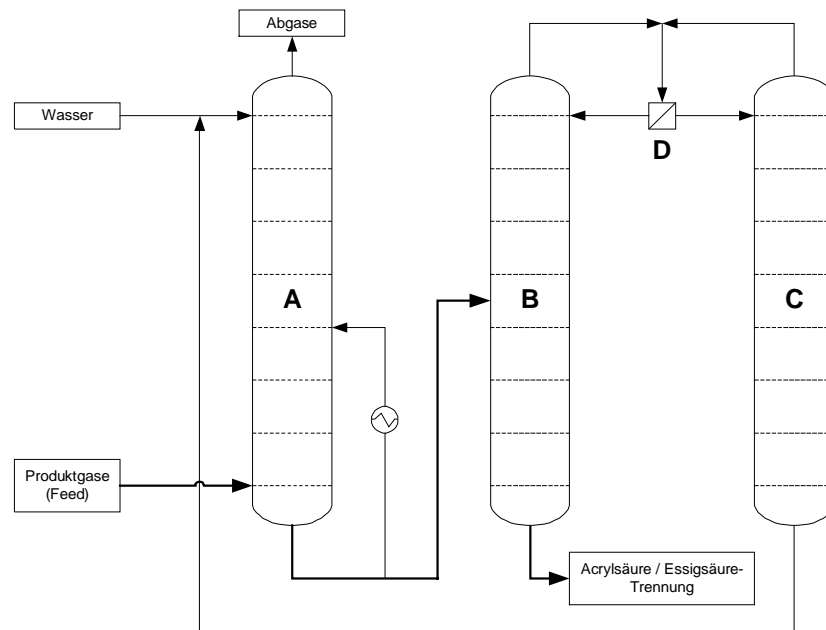 Abgase
Wasser
D
A
B
C
Produktgase
(Feed)
Acrylsäure / Essigsäure-
Trennung